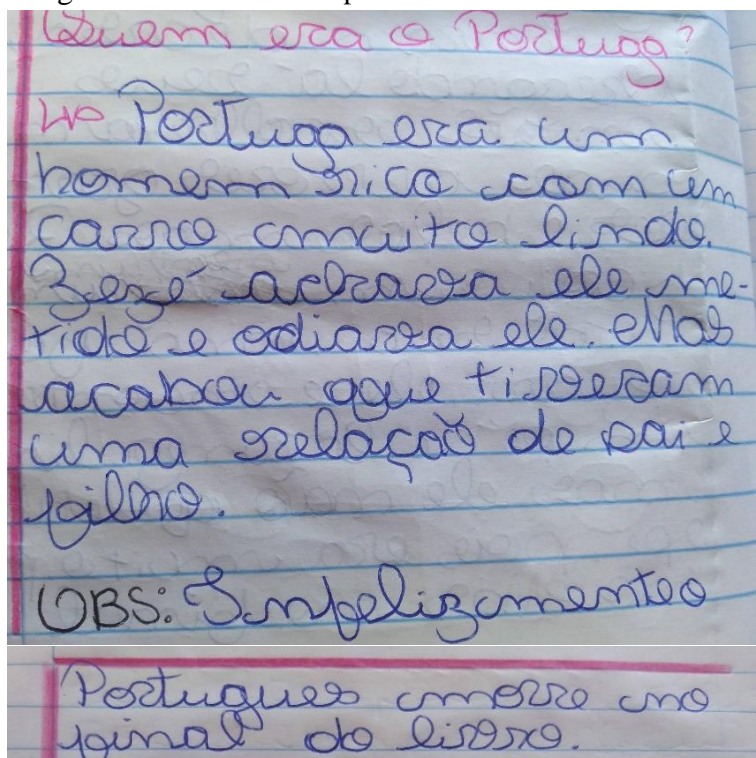 Quem era o Portuga?
↳ Portuga era um
homem rico com um
carro muito lindo.
Zezé achava ele me-
tido e odiava ele. Mas
acabou que tiveram
uma relação de pai e
filho.
OBS: Infelizmente o
Portugues morre no
final do livro.